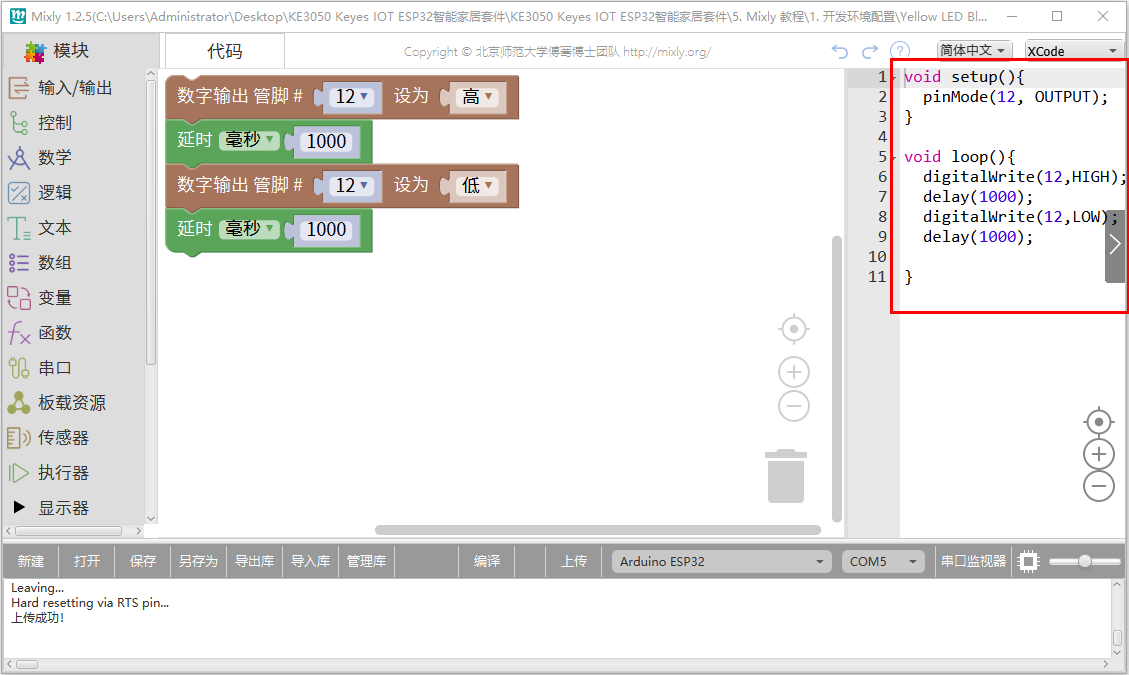 Mixly 1.2.5(C:\Users\Administrator\Desktop\KE3050 Keyes IOT ESP32智能家居套件\KE3050 Keyes IOT ESP32智能家居套件\5. Mixly 教程\1. 开发环境配置\Yellow LED Bl...
模块
代码
Copyright © 北京师范大学傅骞博士团队 http://mixly.org/
?
简体中文
XCode
输入/输出
控制
数学
逻辑
文本
数组
变量
函数
串口
板载资源
传感器
执行器
显示器
数字输出 管脚 # 12 设为 高
延时 毫秒 1000
数字输出 管脚 # 12 设为 低
延时 毫秒 1000
1 void setup(){
2 pinMode(12, OUTPUT);
3 }
4
5 void loop(){
6 digitalWrite(12,HIGH);
7 delay(1000);
8 digitalWrite(12,LOW);
9 delay(1000);
10
11 }
新建 打开 保存 另存为 导出库 导入库 管理库 编译 上传 Arduino ESP32 COM5 串口监视器
Leaving...
Hard resetting via RTS pin...
上传成功!